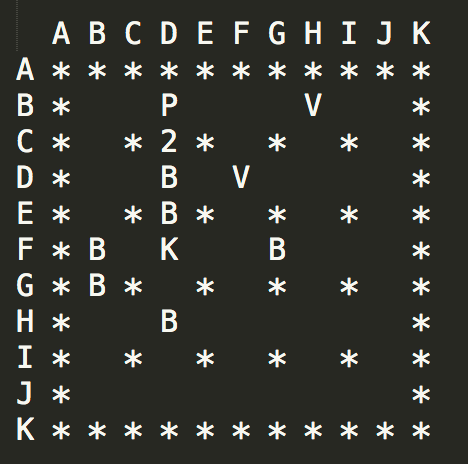 A B C D E F G H I J K
A * * * * * * * * * * *
B *     P       V     *
C *   * 2 *   *   *   *
D *     B   V         *
E *   * B *   *   *   *
F * B   K     B       *
G * B *   *   *   *   *
H *     B             *
I *   *   *   *   *   *
J *                   *
K * * * * * * * * * * *